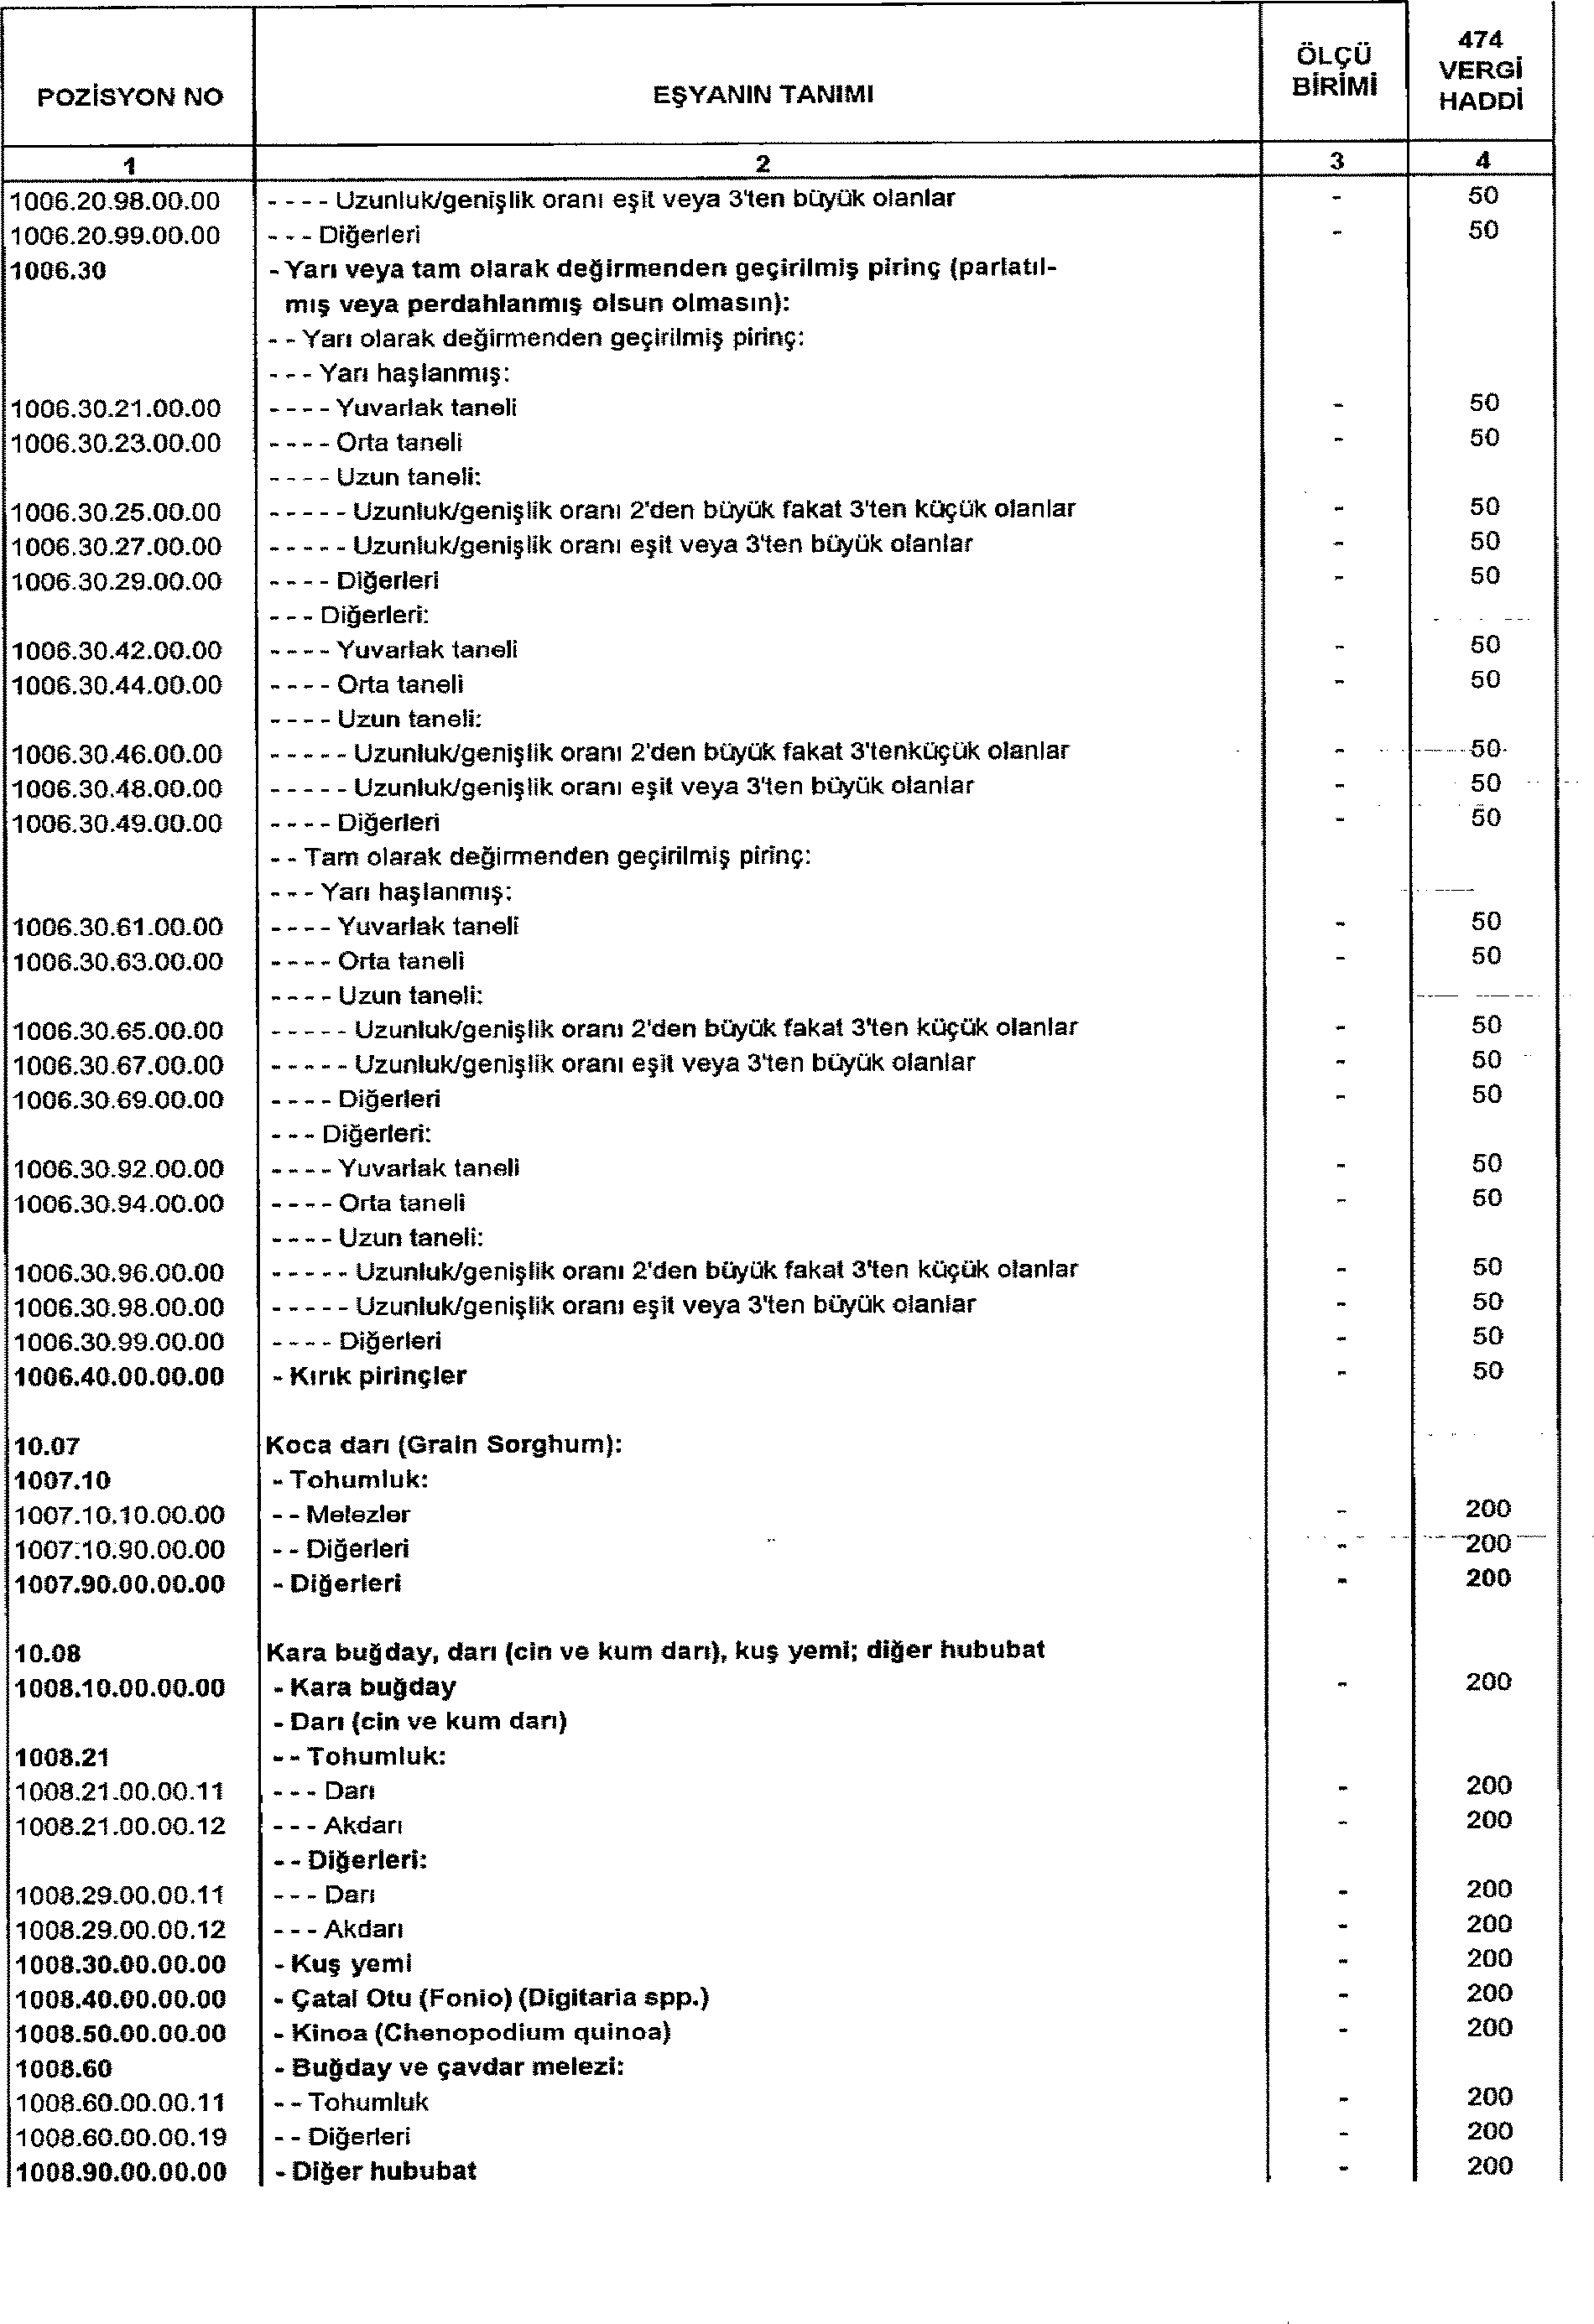 POZİSYON NO EŞYANIN TANIMI ÖLÇÜ BİRİMİ 474 VERGİ HADDİ
1 2 3 4
1006.20.98.00.00 - - - - Uzunluk/genişlik oranı eşit veya 3'ten büyük olanlar - 50
1006.20.99.00.00 - - - Diğerleri - 50
1006.30 - Yarı veya tam olarak değirmenden geçirilmiş pirinç (parlatıl-
mış veya perdahlanmış olsun olmasın):
- - Yarı olarak değirmenden geçirilmiş pirinç:
- - - Yarı haşlanmış:
1006.30.21.00.00 - - - - Yuvarlak taneli - 50
1006.30.23.00.00 - - - - Orta taneli - 50
- - - - Uzun taneli:
1006.30.25.00.00 - - - - - Uzunluk/genişlik oranı 2'den büyük fakat 3'ten küçük olanlar - 50
1006.30.27.00.00 - - - - - Uzunluk/genişlik oranı eşit veya 3'ten büyük olanlar - 50
1006.30.29.00.00 - - - - Diğerleri - 50
- - - Diğerleri:
1006.30.42.00.00 - - - - Yuvarlak taneli - 50
1006.30.44.00.00 - - - - Orta taneli - 50
- - - - Uzun taneli:
1006.30.46.00.00 - - - - - Uzunluk/genişlik oranı 2'den büyük fakat 3'tenküçük olanlar - 50
1006.30.48.00.00 - - - - - Uzunluk/genişlik oranı eşit veya 3'ten büyük olanlar - 50
1006.30.49.00.00 - - - - Diğerleri - 50
- - Tam olarak değirmenden geçirilmiş pirinç:
- - - Yarı haşlanmış:
1006.30.61.00.00 - - - - Yuvarlak taneli - 50
1006.30.63.00.00 - - - - Orta taneli - 50
- - - - Uzun taneli:
1006.30.65.00.00 - - - - - Uzunluk/genişlik oranı 2'den büyük fakat 3'ten küçük olanlar - 50
1006.30.67.00.00 - - - - - Uzunluk/genişlik oranı eşit veya 3'ten büyük olanlar - 50
1006.30.69.00.00 - - - - Diğerleri - 50
- - - Diğerleri:
1006.30.92.00.00 - - - - Yuvarlak taneli - 50
1006.30.94.00.00 - - - - Orta taneli - 50
- - - - Uzun taneli:
1006.30.96.00.00 - - - - - Uzunluk/genişlik oranı 2'den büyük fakat 3'ten küçük olanlar - 50
1006.30.98.00.00 - - - - - Uzunluk/genişlik oranı eşit veya 3'ten büyük olanlar - 50
1006.30.99.00.00 - - - - Diğerleri - 50
1006.40.00.00.00 - Kırık pirinçler - 50
10.07 Koca darı (Grain Sorghum):
1007.10 - Tohumluk:
1007.10.10.00.00 - - Melezler - 200
1007.10.90.00.00 - - Diğerleri - 200
1007.90.00.00.00 - Diğerleri - 200
10.08 Kara buğday, darı (cin ve kum darı), kuş yemi; diğer hububat
1008.10.00.00.00 - Kara buğday - 200
- Darı (cin ve kum darı)
1008.21 - - Tohumluk:
1008.21.00.00.11 - - - Darı - 200
1008.21.00.00.12 - - - Akdarı - 200
- - Diğerleri:
1008.29.00.00.11 - - - Darı - 200
1008.29.00.00.12 - - - Akdarı - 200
1008.30.00.00.00 - Kuş yemi - 200
1008.40.00.00.00 - Çatal Otu (Fonio) (Digitaria spp.) - 200
1008.50.00.00.00 - Kinoa (Chenopodium quinoa) - 200
1008.60 - Buğday ve çavdar melezi:
1008.60.00.00.11 - - Tohumluk - 200
1008.60.00.00.19 - - Diğerleri - 200
1008.90.00.00.00 - Diğer hububat - 200